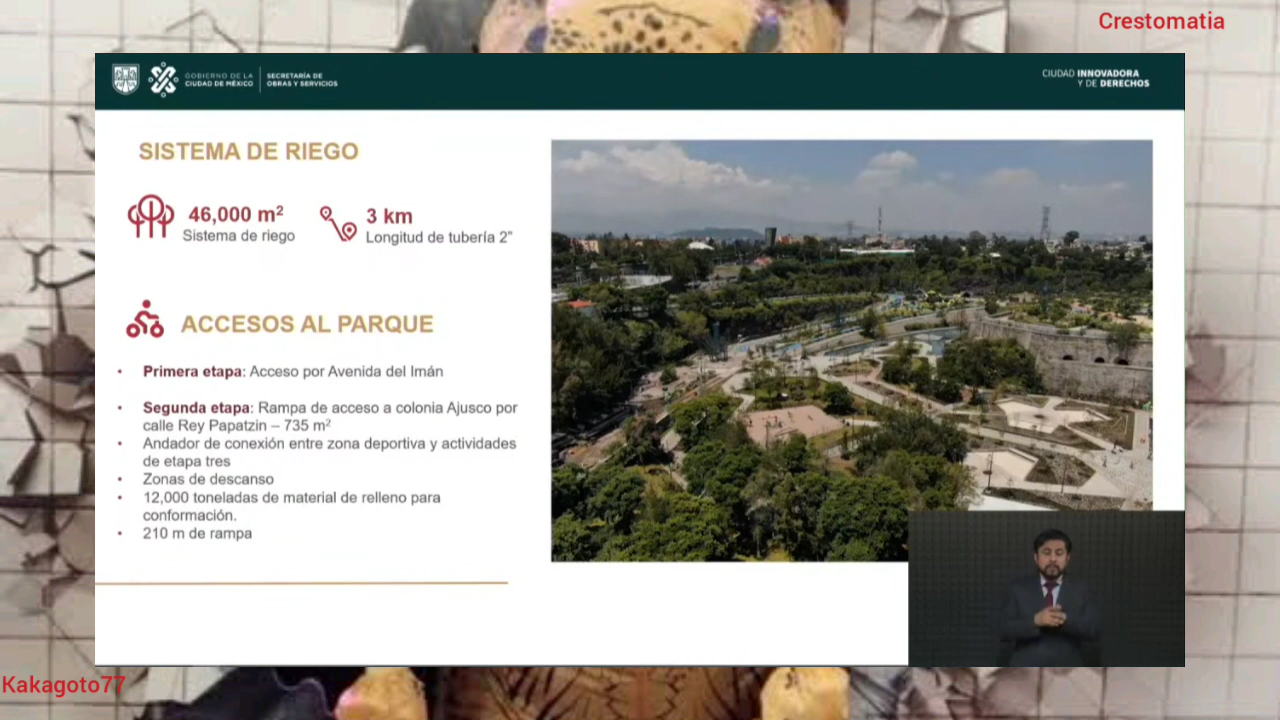 Crestomatia
GOBIERNO DE LA
CIUDAD DE MÉXICO
SECRETARÍA DE
OBRAS Y SERVICIOS
CIUDAD INNOVADORA
Y DE DERECHOS
SISTEMA DE RIEGO
46,000 m²
Sistema de riego
3 km
Longitud de tubería 2"
ACCESOS AL PARQUE
• Primera etapa: Acceso por Avenida del Imán
• Segunda etapa: Rampa de acceso a colonia Ajusco por
calle Rey Papatzin – 735 m²
• Andador de conexión entre zona deportiva y actividades
de etapa tres
• Zonas de descanso
• 12,000 toneladas de material de relleno para
conformación.
• 210 m de rampa
Kakagoto77